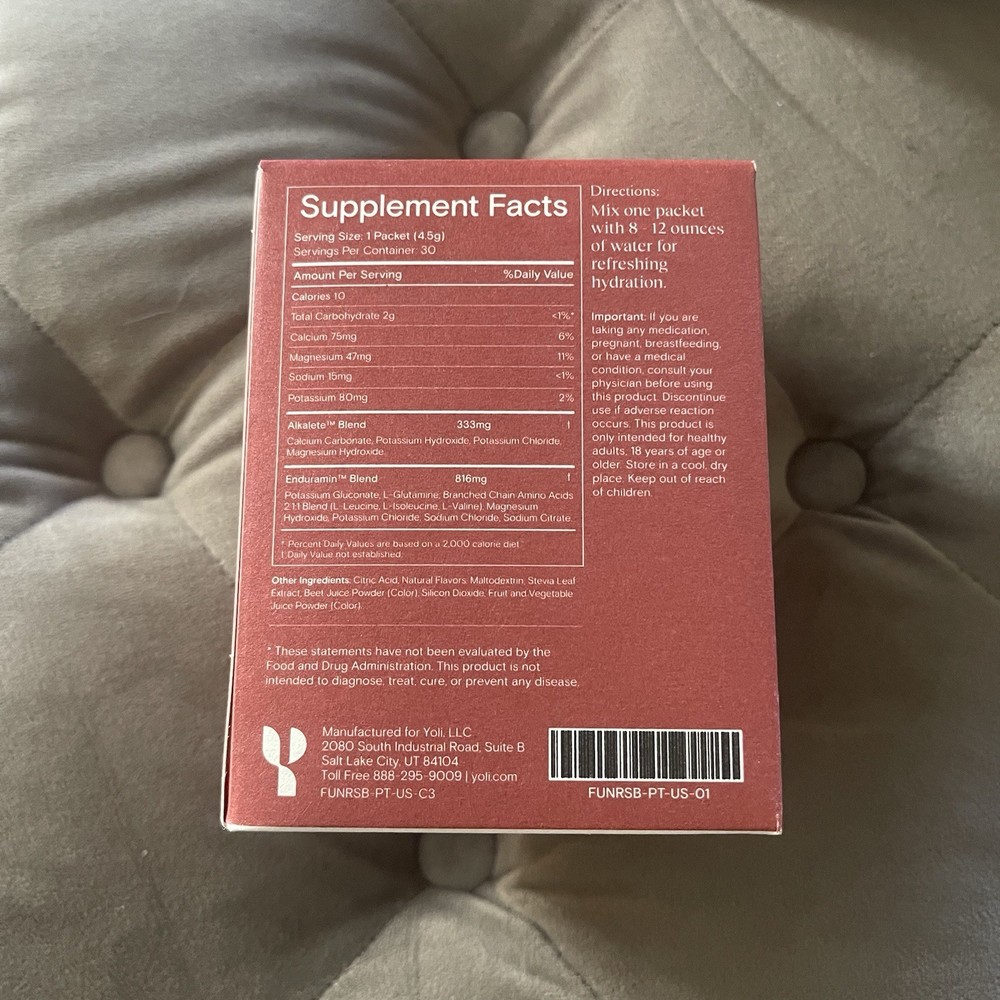 Supplement Facts
Serving Size: 1 Packet (4.5g)
Servings Per Container: 30
Amount Per Serving %Daily Value
Calories 10
Total Carbohydrate 2g <1%*
Calcium 75mg 6%
Magnesium 47mg 11%
Sodium 15mg <1%
Potassium 80mg 2%
Alkalete™ Blend 333mg †
Calcium Carbonate, Potassium Hydroxide, Potassium Chloride,
Magnesium Hydroxide.
Enduramin™ Blend 816mg †
Potassium Gluconate, L-Glutamine, Branched Chain Amino Acids
2:1:1 Blend (L-Leucine, L-Isoleucine, L-Valine), Magnesium
Hydroxide, Potassium Chloride, Sodium Chloride, Sodium Citrate.
* Percent Daily Values are based on a 2,000 calorie diet
† Daily Value not established.
Other Ingredients: Citric Acid, Natural Flavors, Maltodextrin, Stevia Leaf
Extract, Beet Juice Powder (Color), Silicon Dioxide, Fruit and Vegetable
Juice Powder (Color)
* These statements have not been evaluated by the
Food and Drug Administration. This product is not
intended to diagnose, treat, cure, or prevent any disease.
Directions:
Mix one packet
with 8 - 12 ounces
of water for
refreshing
hydration.
Important: If you are
taking any medication,
pregnant, breastfeeding,
or have a medical
condition, consult your
physician before using
this product. Discontinue
use if adverse reaction
occurs. This product is
only intended for healthy
adults, 18 years of age or
older. Store in a cool, dry
place. Keep out of reach
of children.
Manufactured for Yoli, LLC
2080 South Industrial Road, Suite B
Salt Lake City, UT 84104
Toll Free 888-295-9009 | yoli.com
FUNRSB-PT-US-C3
FUNRSB-PT-US-01